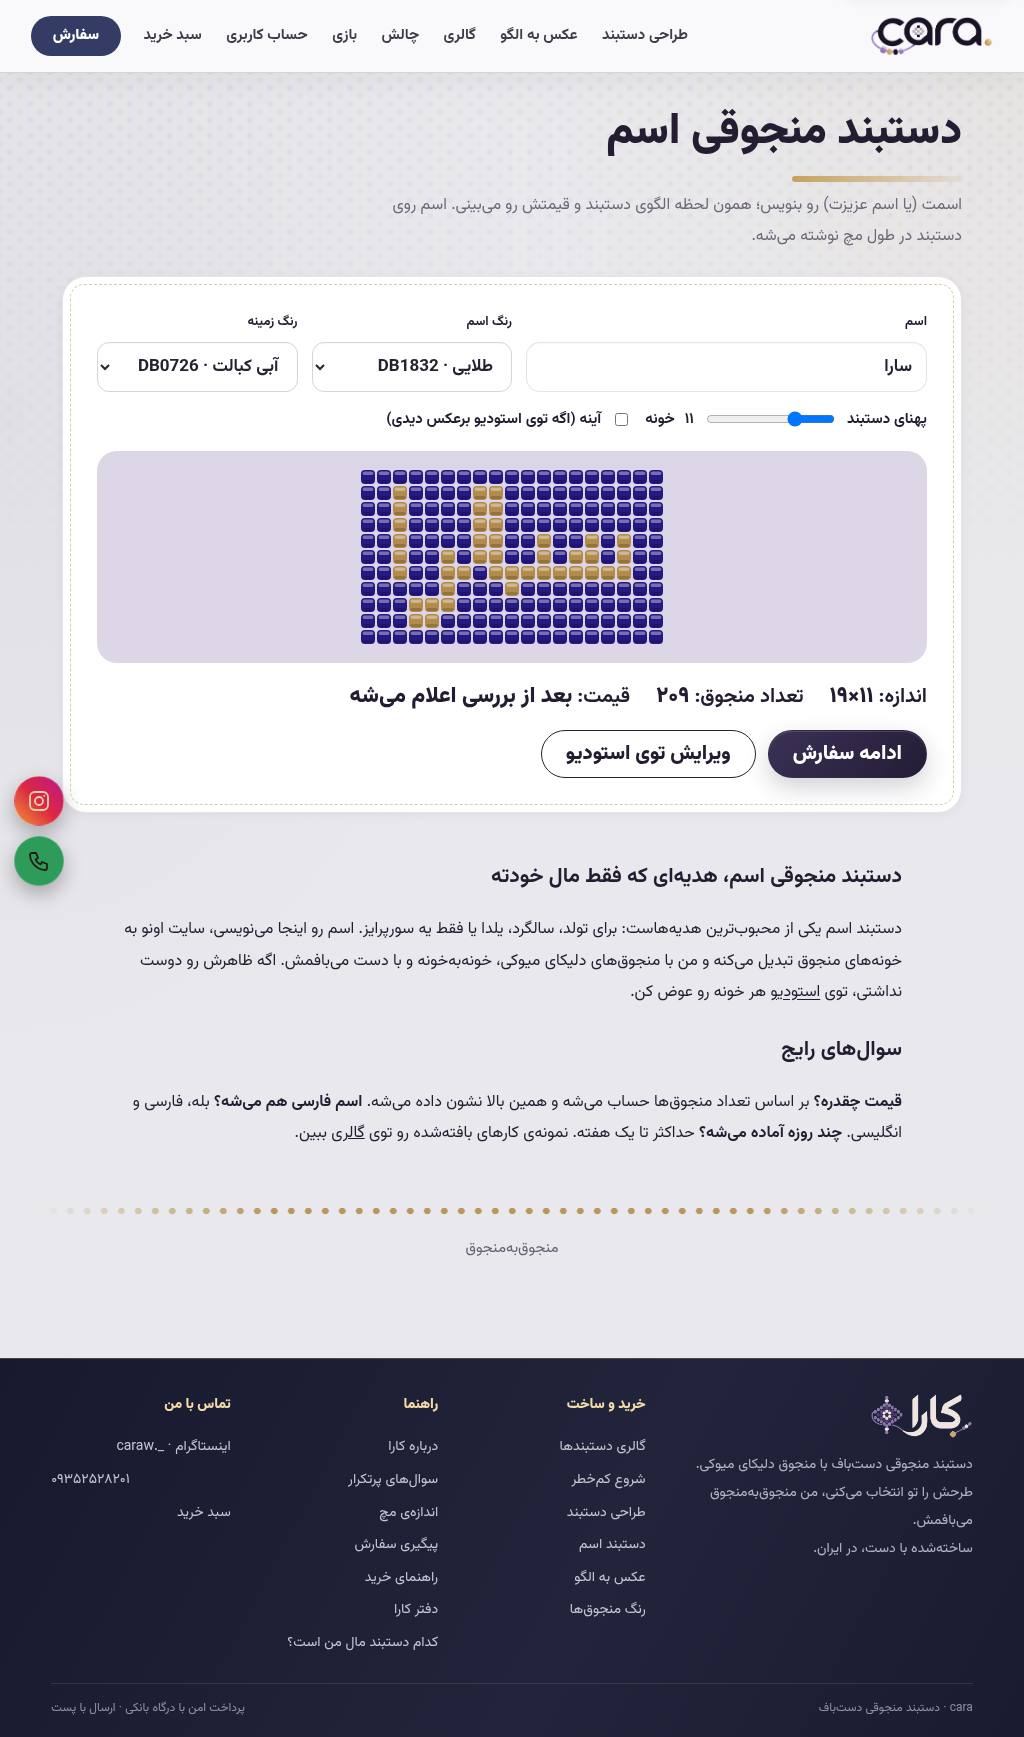 cara.
طراحی دستبند
عکس به الگو
گالری
چالش
بازی
حساب کاربری
سبد خرید
سفارش
دستبند منجوقی اسم
اسمت (یا اسم عزیزت) رو بنویس؛ همون لحظه الگوی دستبند و قیمتش رو می‌بینی. اسم روی
دستبند در طول مچ نوشته می‌شه.
اسم
رنگ اسم
رنگ زمینه
سارا
طلایی · DB1832
آبی کبالت · DB0726
پهنای دستبند
۱۱ خونه
آینه (اگه توی استودیو برعکس دیدی)
سارا
اندازه: ۱۱×۱۹
تعداد منجوق: ۲۰۹
قیمت: بعد از بررسی اعلام می‌شه
ادامه سفارش
ویرایش توی استودیو
دستبند منجوقی اسم، هدیه‌ای که فقط مال خودته
دستبند اسم یکی از محبوب‌ترین هدیه‌هاست: برای تولد، سالگرد، یلدا یا فقط یه سورپرایز. اسم رو اینجا می‌نویسی، سایت اونو به
خونه‌های منجوق تبدیل می‌کنه و من با منجوق‌های دلیکای میوکی، خونه‌به‌خونه و با دست می‌بافمش. اگه ظاهرش رو دوست
نداشتی، توی استودیو هر خونه رو عوض کن.
سوال‌های رایج
قیمت چقدره؟ بر اساس تعداد منجوق‌ها حساب می‌شه و همین بالا نشون داده می‌شه. اسم فارسی هم می‌شه؟ بله، فارسی و
انگلیسی. چند روزه آماده می‌شه؟ حداکثر تا یک هفته. نمونه‌ی کارهای بافته‌شده رو توی گالری ببین.
منجوق‌به‌منجوق
کارا
دستبند منجوقی دست‌باف با منجوق دلیکای میوکی.
طرحش را تو انتخاب می‌کنی، من منجوق‌به‌منجوق
می‌بافمش.
ساخته‌شده با دست، در ایران.
خرید و ساخت
گالری دستبندها
شروع کم‌خطر
طراحی دستبند
دستبند اسم
عکس به الگو
رنگ منجوق‌ها
راهنما
درباره کارا
سوال‌های پرتکرار
اندازه‌ی مچ
پیگیری سفارش
راهنمای خرید
دفتر کارا
کدام دستبند مال من است؟
تماس با من
اینستاگرام · caraw._
۰۹۳۵۲۵۲۸۲۰۱
سبد خرید
cara · دستبند منجوقی دست‌باف
پرداخت امن با درگاه بانکی · ارسال با پست